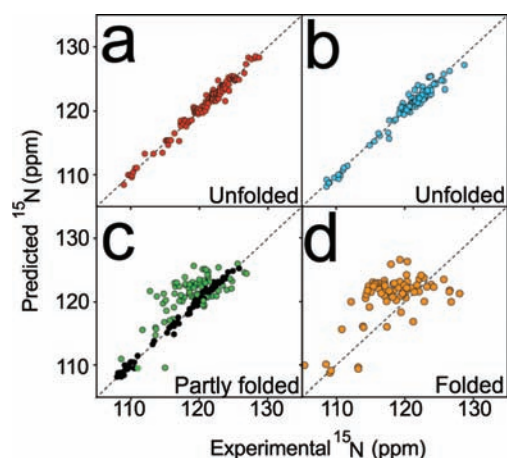 a
b
130
120
110
Unfolded
Unfolded
Predicted ¹⁵N (ppm)
c
d
130
120
110
Partly folded
Folded
110 120 130 110 120 130
Experimental ¹⁵N (ppm)